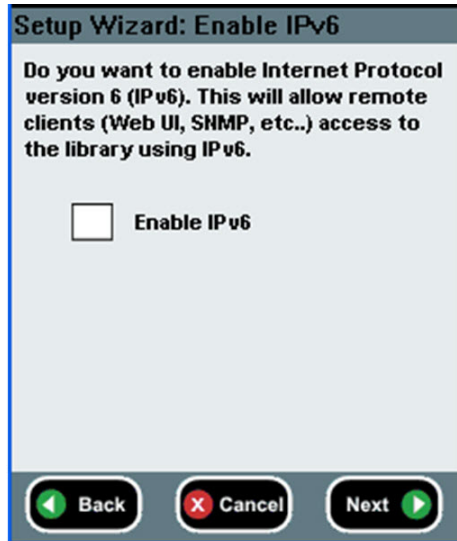 Setup Wizard: Enable IPv6
Do you want to enable Internet Protocol
version 6 (IPv6). This will allow remote
clients (Web UI, SNMP, etc..) access to
the library using IPv6.
Enable IPv6
Back
Cancel
Next